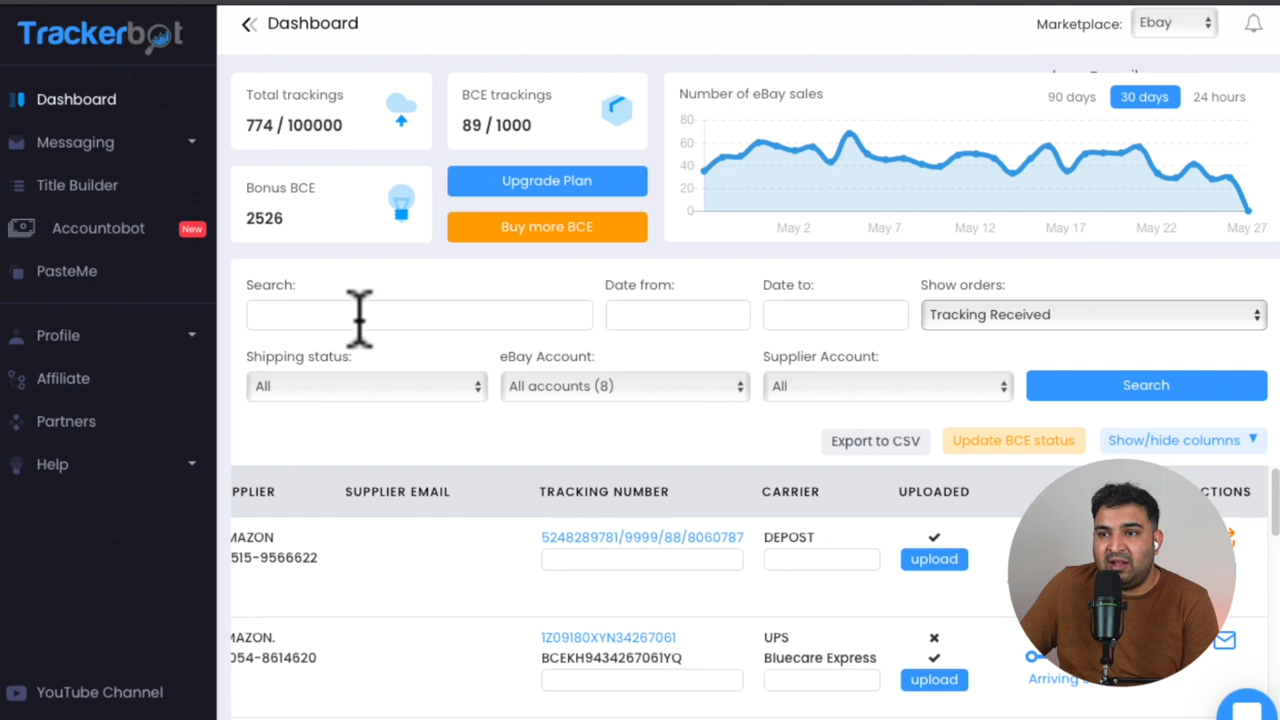 Trackerbot
Dashboard
Messaging
Title Builder
Accountobot New
PasteMe
Profile
Affiliate
Partners
Help
YouTube Channel
Dashboard
Marketplace: Ebay
Total trackings
774 / 100000
BCE trackings
89 / 1000
Bonus BCE
2526
Upgrade Plan
Buy more BCE
Number of eBay sales
90 days 30 days 24 hours
80
60
40
20
0
May 2 May 7 May 12 May 17 May 22 May 27
Search: Date from: Date to: Show orders:
Tracking Received
Shipping status: eBay Account: Supplier Account:
All All accounts (8) All Search
Export to CSV Update BCE status Show/hide columns
PPLIER SUPPLIER EMAIL TRACKING NUMBER CARRIER UPLOADED CTIONS
MAZON 5248289781/9999/88/8060787 DEPOST
515-9566622 upload
MAZON. 1Z09180XYN34267061 UPS
054-8614620 BCEKH9434267061YQ Bluecare Express
upload Arriving